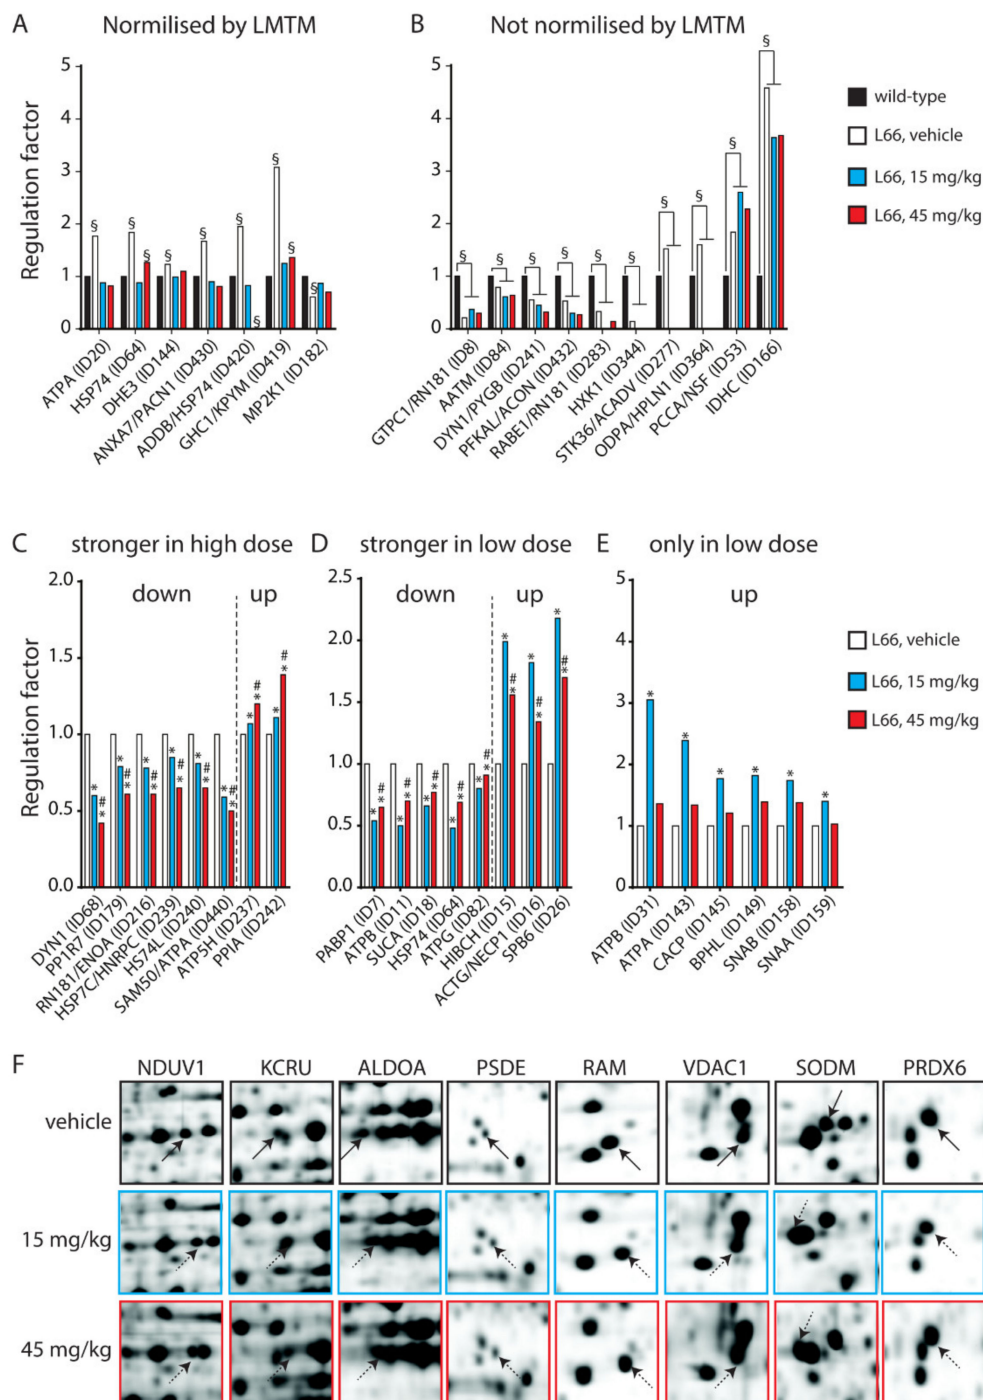 A Normilised by LMTM
B Not normilised by LMTM
Regulation factor
5
4
3
2
1
0
§ § § § § § § § §
ATPA (ID20)
HSP74 (ID64)
DHE3 (ID144)
ANXA7/PACN1 (ID430)
ADDB/HSP74 (ID420)
GHC1/KPYM (ID419)
MP2K1 (ID182)
5
4
3
2
1
0
§ § § § § § § § § §
GTPC1/RN181 (ID8)
AATM (ID84)
DYN1/PYGB (ID241)
PFKAL/ACON (ID432)
RABE1/RN181 (ID283)
HXK1 (ID344)
STK36/ACADV (ID277)
ODPA/HPLN1 (ID364)
PCCA/NSF (ID53)
IDHC (ID166)
wild-type
L66, vehicle
L66, 15 mg/kg
L66, 45 mg/kg
C stronger in high dose
D stronger in low dose
E only in low dose
Regulation factor
down up
2.0
1.5
1.0
0.5
0.0
* # * * # * * # * * # * * # * * # * * # * * # *
DYN1 (ID68)
PP1R7 (ID179)
RN181/ENOA (ID216)
HSP7C/HNRPC (ID239)
HS74L (ID240)
SAM50/ATPA (ID440)
ATP5H (ID237)
PPIA (ID242)
down up
2.5
2.0
1.5
1.0
0.5
0.0
* # * * # * * # * * # * * # * * # * * # * * # *
PABP1 (ID7)
ATPB (ID11)
SUCA (ID18)
HSP74 (ID64)
ATPG (ID82)
HIBCH (ID15)
ACTG/NECP1 (ID16)
SPB6 (ID26)
up
5
4
3
2
1
0
* * * * * *
ATPB (ID31)
ATPA (ID143)
CACP (ID145)
BPHL (ID149)
SNAB (ID158)
SNAA (ID159)
L66, vehicle
L66, 15 mg/kg
L66, 45 mg/kg
F NDUV1 KCRU ALDOA PSDE RAM VDAC1 SODM PRDX6
vehicle
15 mg/kg
45 mg/kg